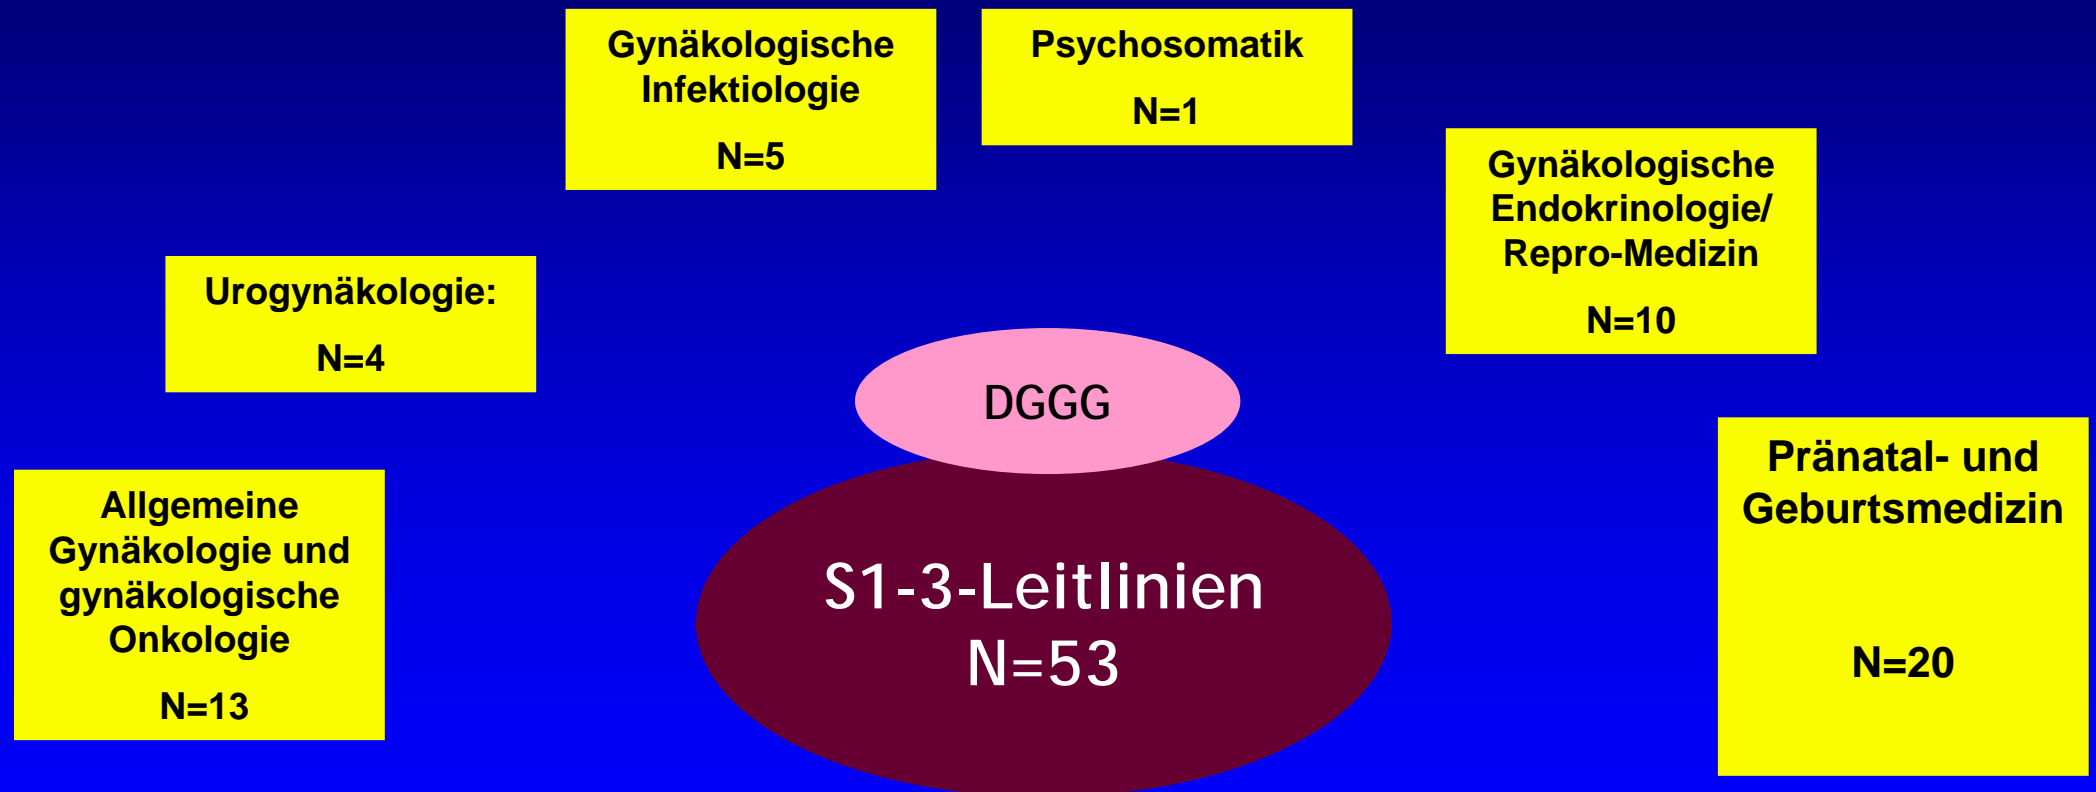 Gynäkologische
Infektiologie
N=5
Psychosomatik
N=1
Gynäkologische
Endokrinologie/
Repro-Medizin
N=10
Urogynäkologie:
N=4
DGGG
Pränatal- und
Geburtsmedizin
N=20
Allgemeine
Gynäkologie und
gynäkologische
Onkologie
N=13
S1-3-Leitlinien
N=53